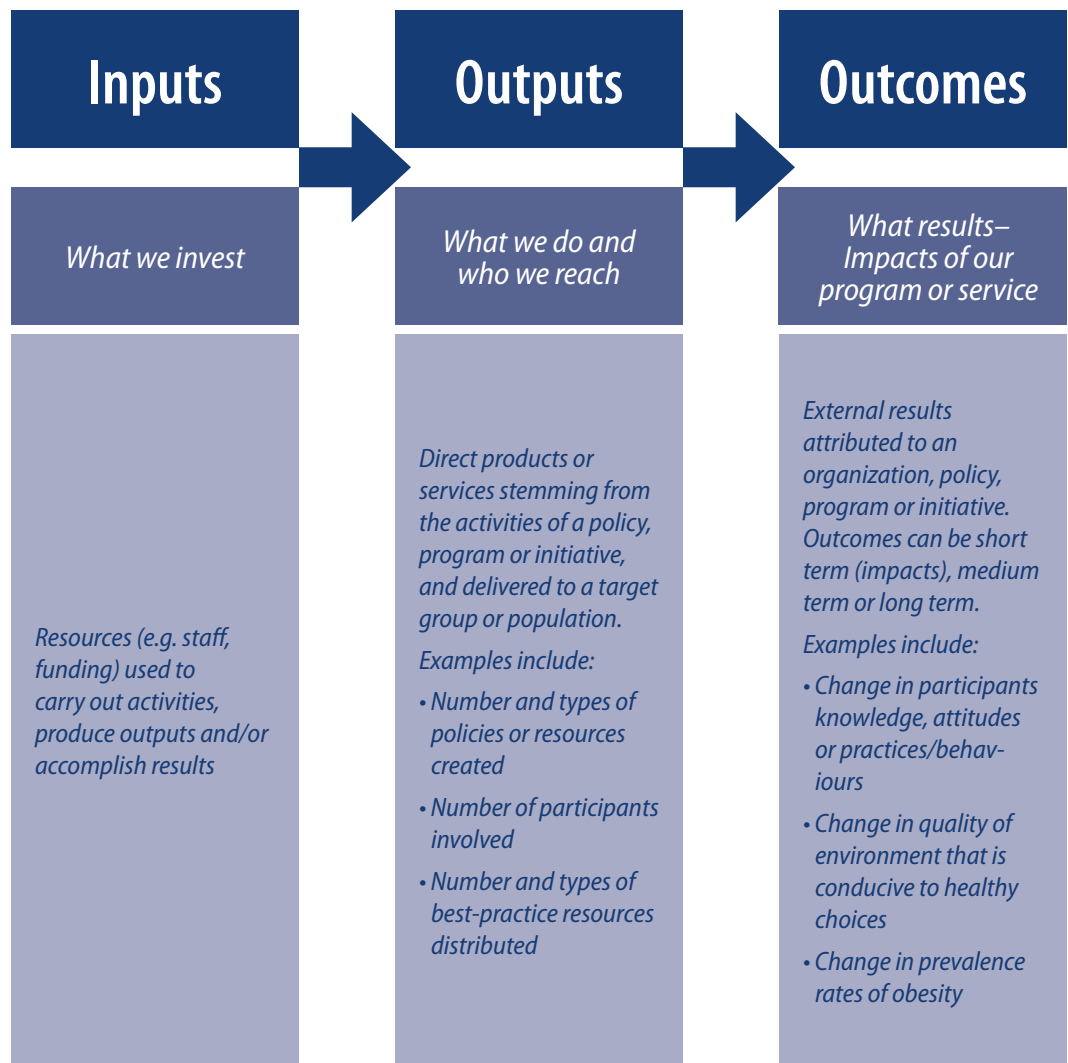 Inputs
Outputs
Outcomes
What we invest
What we do and
who we reach
What results–
Impacts of our
program or service
Resources (e.g. staff,
funding) used to
carry out activities,
produce outputs and/or
accomplish results
Direct products or
services stemming from
the activities of a policy,
program or initiative,
and delivered to a target
group or population.
Examples include:
• Number and types of
policies or resources
created
• Number of participants
involved
• Number and types of
best-practice resources
distributed
External results
attributed to an
organization, policy,
program or initiative.
Outcomes can be short
term (impacts), medium
term or long term.
Examples include:
• Change in participants
knowledge, attitudes
or practices/behav-
iours
• Change in quality of
environment that is
conducive to healthy
choices
• Change in prevalence
rates of obesity